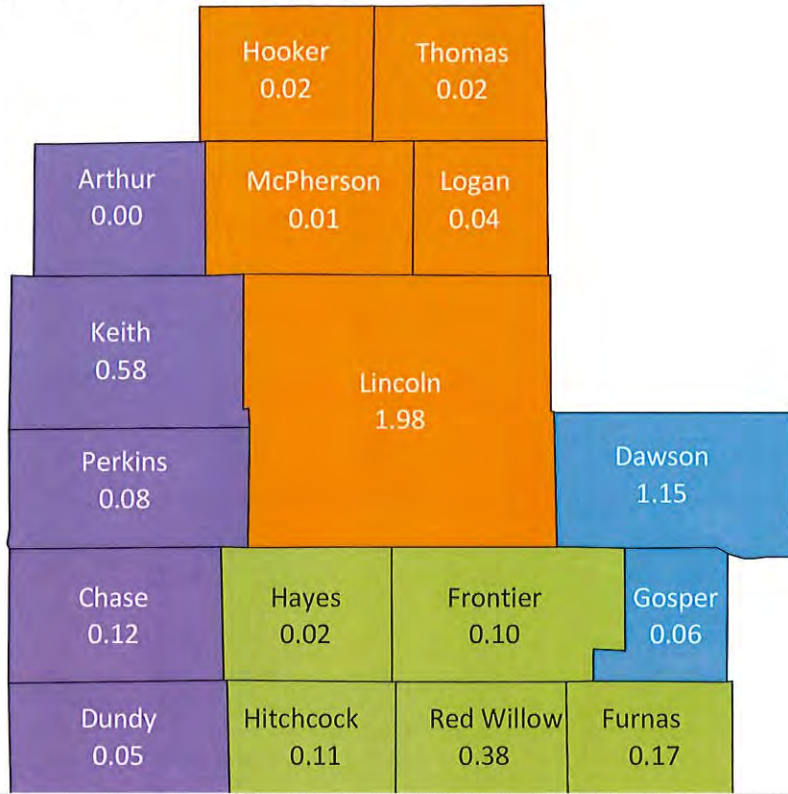 Hooker
0.02
Thomas
0.02
Arthur
0.00
McPherson
0.01
Logan
0.04
Keith
0.58
Lincoln
1.98
Perkins
0.08
Dawson
1.15
Chase
0.12
Hayes
0.02
Frontier
0.10
Gosper
0.06
Dundy
0.05
Hitchcock
0.11
Red Willow
0.38
Furnas
0.17